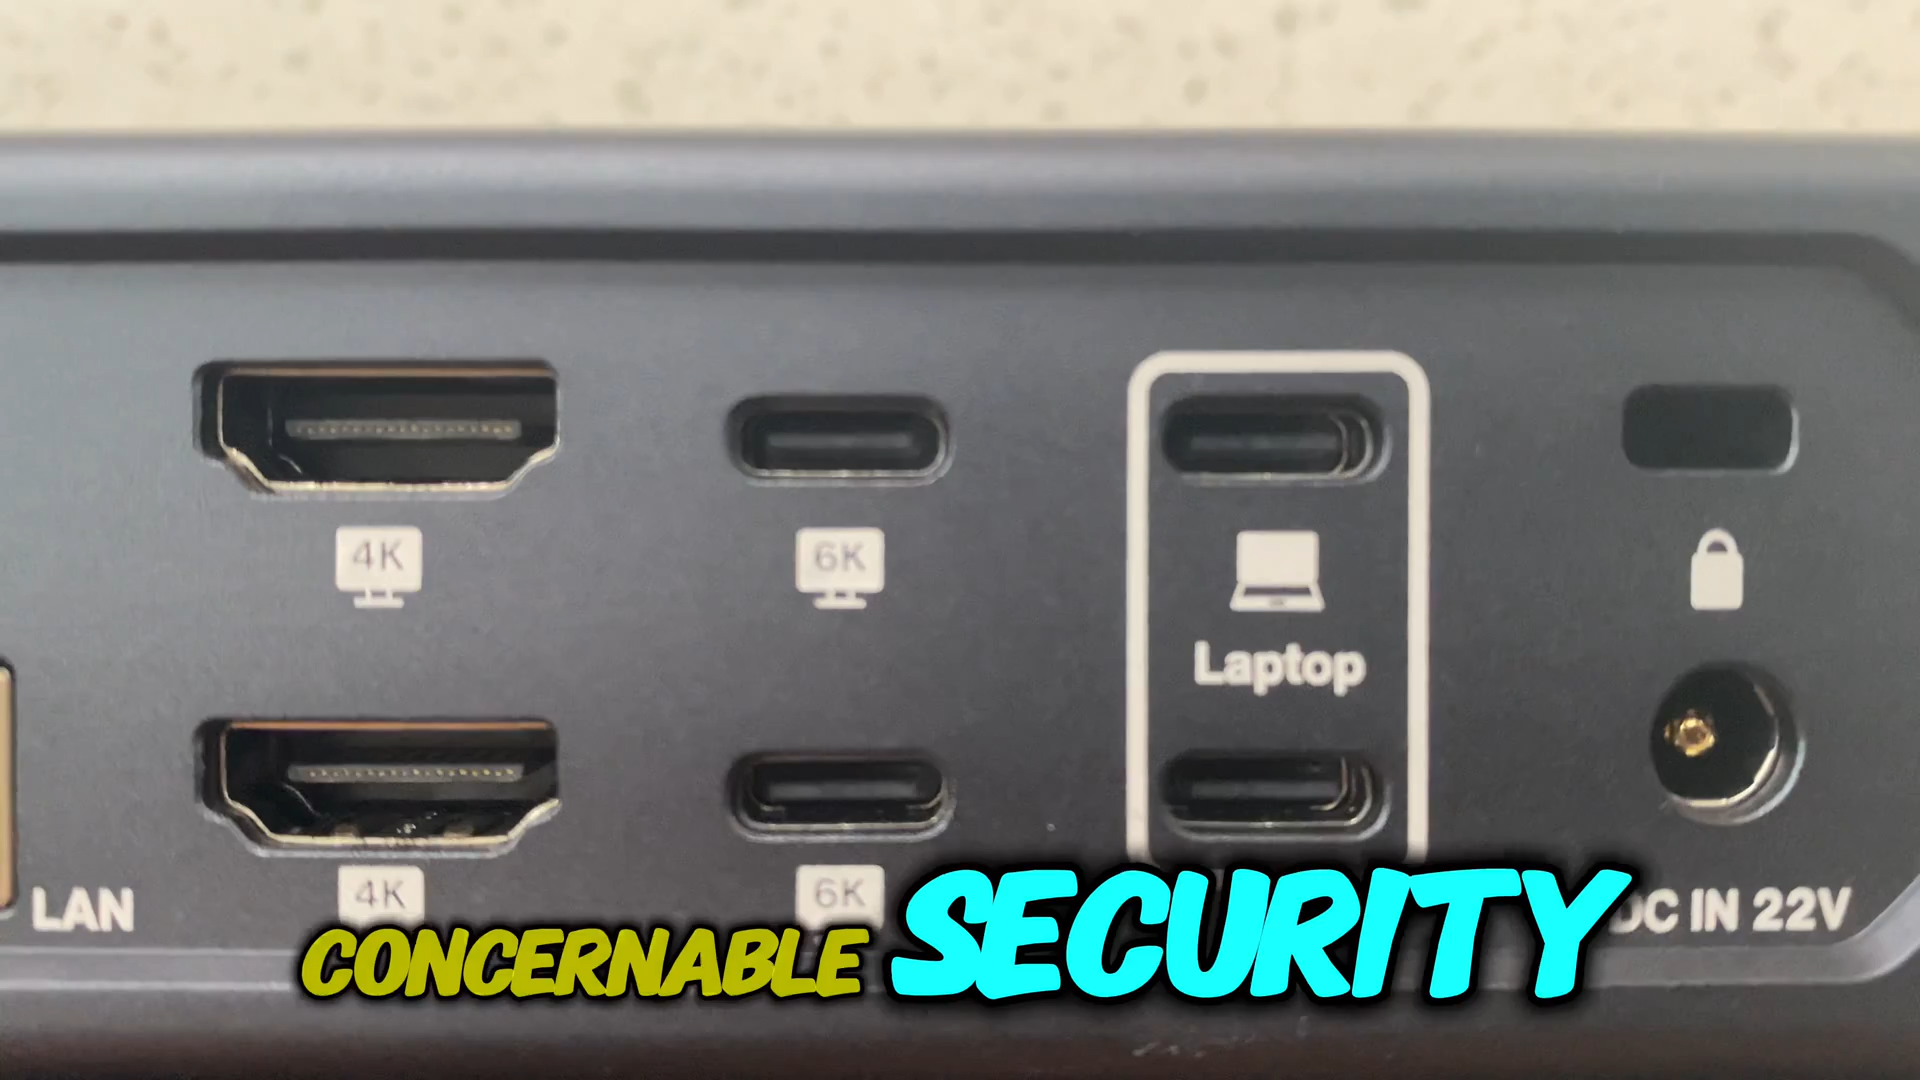 4K
6K
Laptop
4K
6K
LAN
DC IN 22V
CONCERNABLE SECURITY